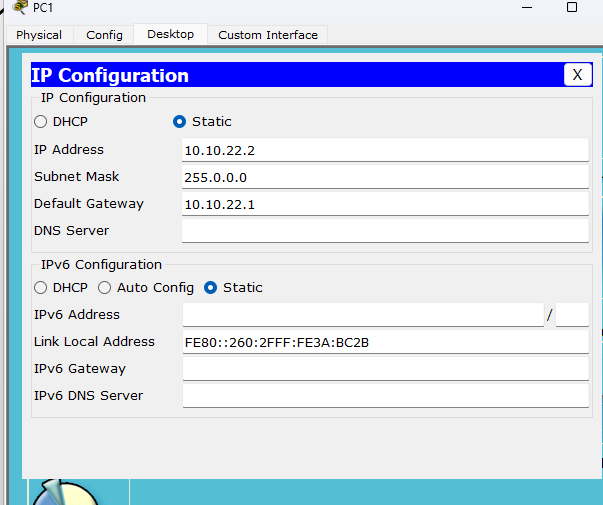 PC1
Physical Config Desktop Custom Interface
IP Configuration X
IP Configuration
DHCP Static
IP Address 10.10.22.2
Subnet Mask 255.0.0.0
Default Gateway 10.10.22.1
DNS Server
IPv6 Configuration
DHCP Auto Config Static
IPv6 Address /
Link Local Address FE80::260:2FFF:FE3A:BC2B
IPv6 Gateway
IPv6 DNS Server